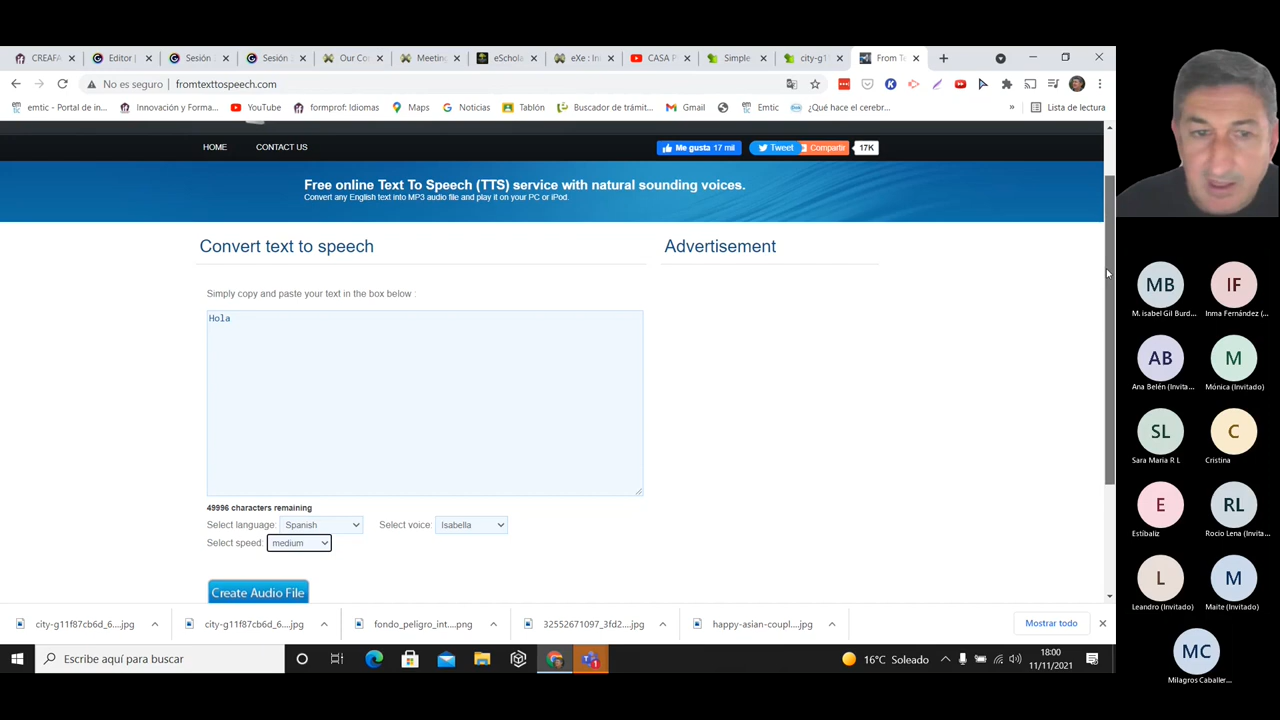 CREAFA
Editor |
Sesión
Sesión
Our Co
Meetin
eSchola
eXe : In
CASA P
Simple
city-g1
From Te
No es seguro | fromtexttospeech.com
emtic - Portal de in...
Innovación y Forma...
YouTube
formprof: Idiomas
Maps
Noticias
Tablón
Buscador de trámit...
Gmail
Emtic
¿Qué hace el cerebr...
»
Lista de lectura
HOME
CONTACT US
Me gusta 17 mil
Tweet
Compartir
17K
Free online Text To Speech (TTS) service with natural sounding voices.
Convert any English text into MP3 audio file and play it on your PC or iPod.
Convert text to speech
Advertisement
Simply copy and paste your text in the box below :
Hola
49996 characters remaining
Select language: Spanish
Select voice: Isabella
Select speed: medium
Create Audio File
city-g11f87cb6d_6....jpg
city-g11f87cb6d_6....jpg
fondo_peligro_int....png
32552671097_3fd2....jpg
happy-asian-coupl....jpg
Mostrar todo
Escribe aquí para buscar
16°C Soleado
18:00
11/11/2021
MB
M. isabel Gil Burd...
IF
Inma Fernández (...
AB
Ana Belén (Invita...
M
Mónica (Invitado)
SL
Sara Maria R L
C
Cristina
E
Estíbaliz
RL
Rocio Lena (Invita...
L
Leandro (Invitado)
M
Maite (Invitado)
MC
Milagros Caballer...